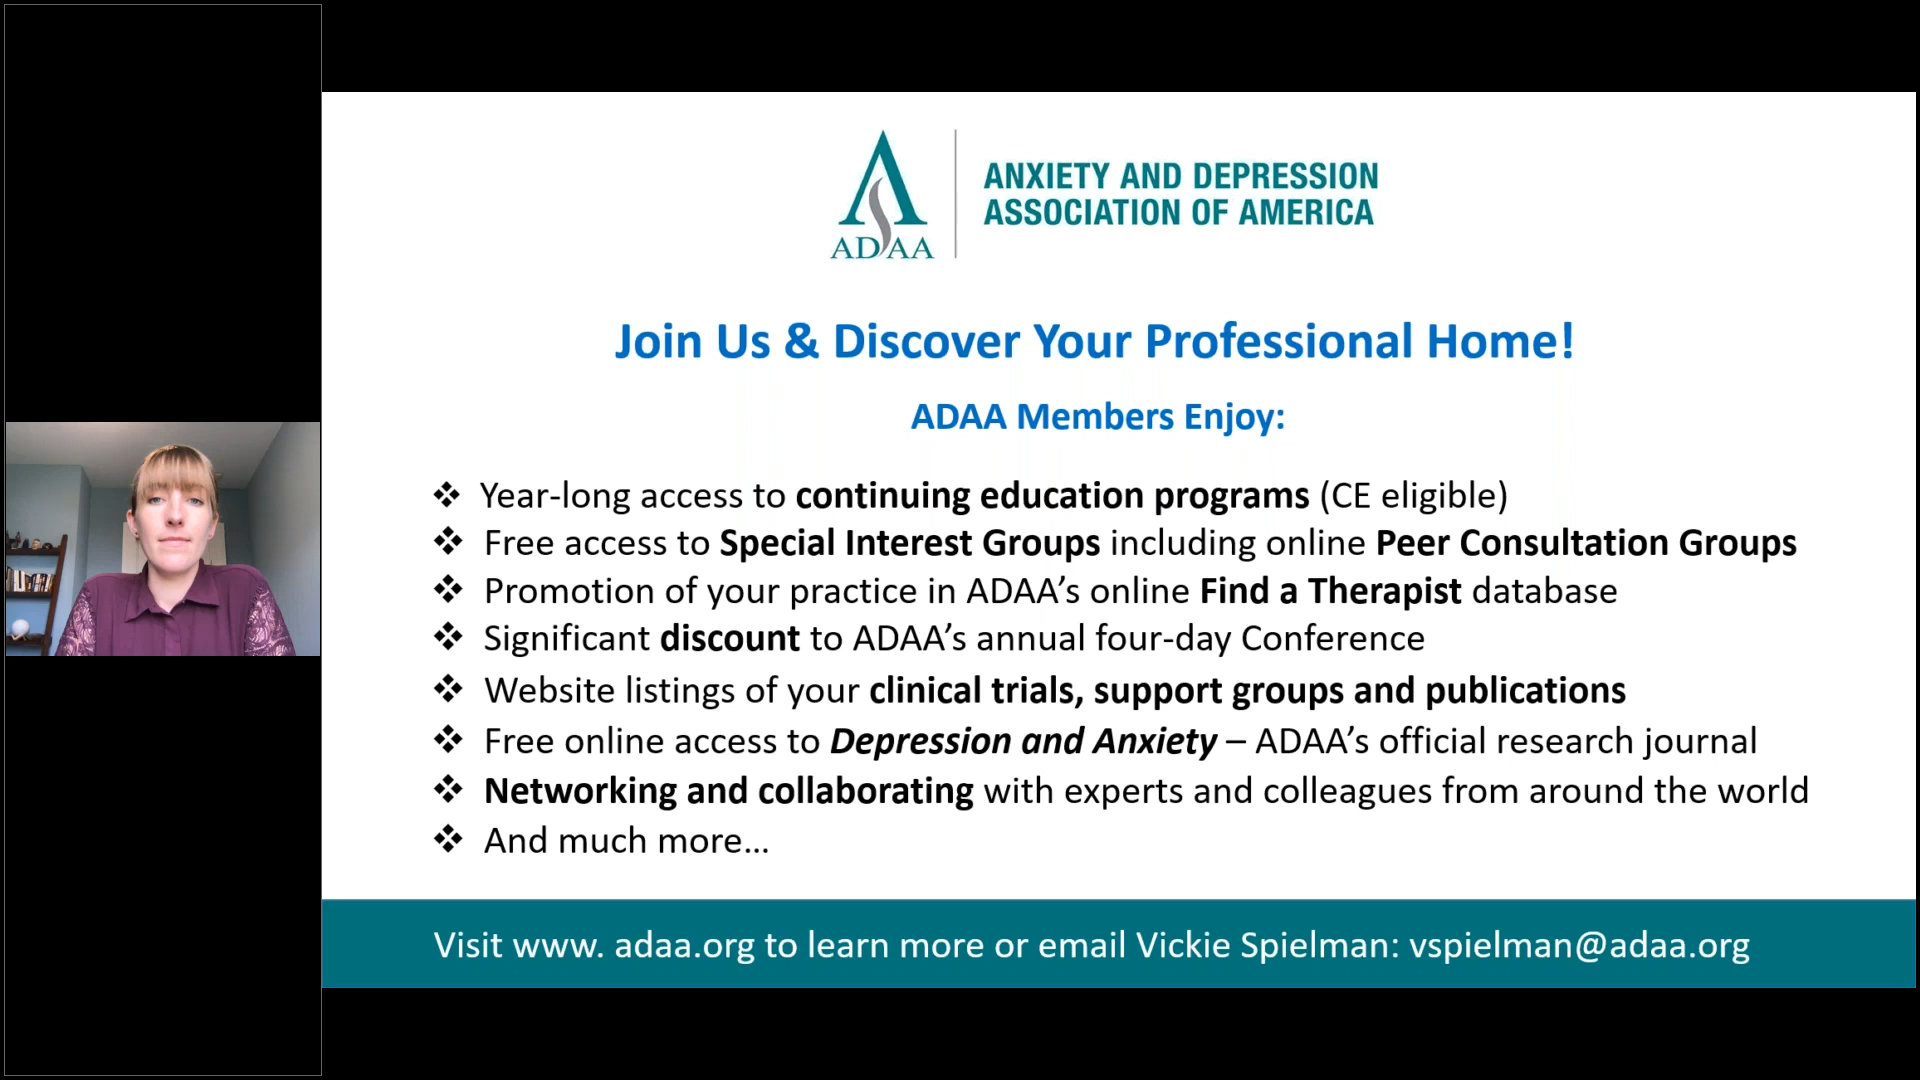 ADAA
ANXIETY AND DEPRESSION
ASSOCIATION OF AMERICA
Join Us & Discover Your Professional Home!
ADAA Members Enjoy:
❖ Year-long access to continuing education programs (CE eligible)
❖ Free access to Special Interest Groups including online Peer Consultation Groups
❖ Promotion of your practice in ADAA’s online Find a Therapist database
❖ Significant discount to ADAA’s annual four-day Conference
❖ Website listings of your clinical trials, support groups and publications
❖ Free online access to Depression and Anxiety – ADAA’s official research journal
❖ Networking and collaborating with experts and colleagues from around the world
❖ And much more…
Visit www. adaa.org to learn more or email Vickie Spielman: vspielman@adaa.org